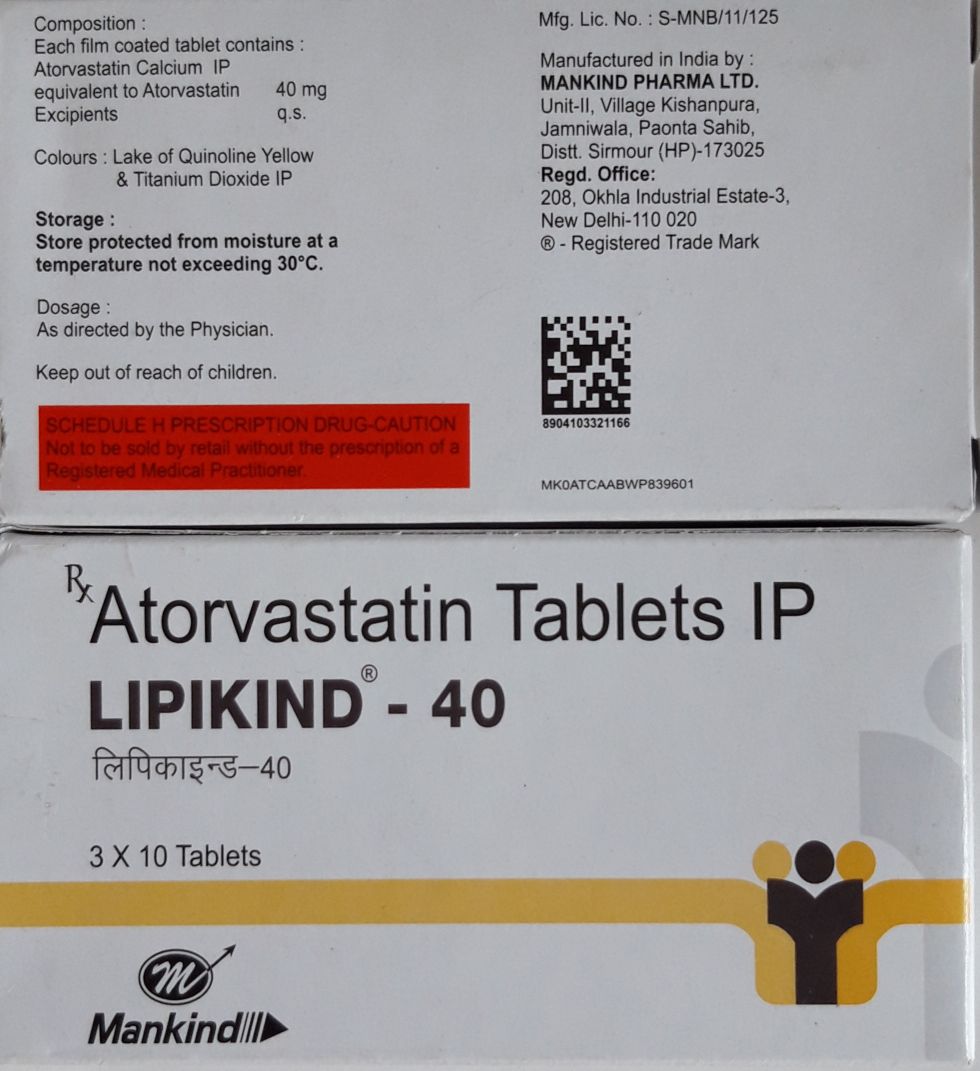 Composition :
Each film coated tablet contains :
Atorvastatin Calcium IP
equivalent to Atorvastatin 40 mg
Excipients q.s.
Colours : Lake of Quinoline Yellow
& Titanium Dioxide IP
Storage :
Store protected from moisture at a
temperature not exceeding 30°C.
Dosage :
As directed by the Physician.
Keep out of reach of children.
SCHEDULE H PRESCRIPTION DRUG-CAUTION
Not to be sold by retail without the prescription of a
Registered Medical Practitioner.
Mfg. Lic. No. : S-MNB/11/125
Manufactured in India by :
MANKIND PHARMA LTD.
Unit-II, Village Kishanpura,
Jamniwala, Paonta Sahib,
Distt. Sirmour (HP)-173025
Regd. Office:
208, Okhla Industrial Estate-3,
New Delhi-110 020
® - Registered Trade Mark
8904103321166
MK0ATCAABWP839601
Rx Atorvastatin Tablets IP
LIPIKIND® - 40
लिपिकाइन्ड–40
3 X 10 Tablets
m
Mankind